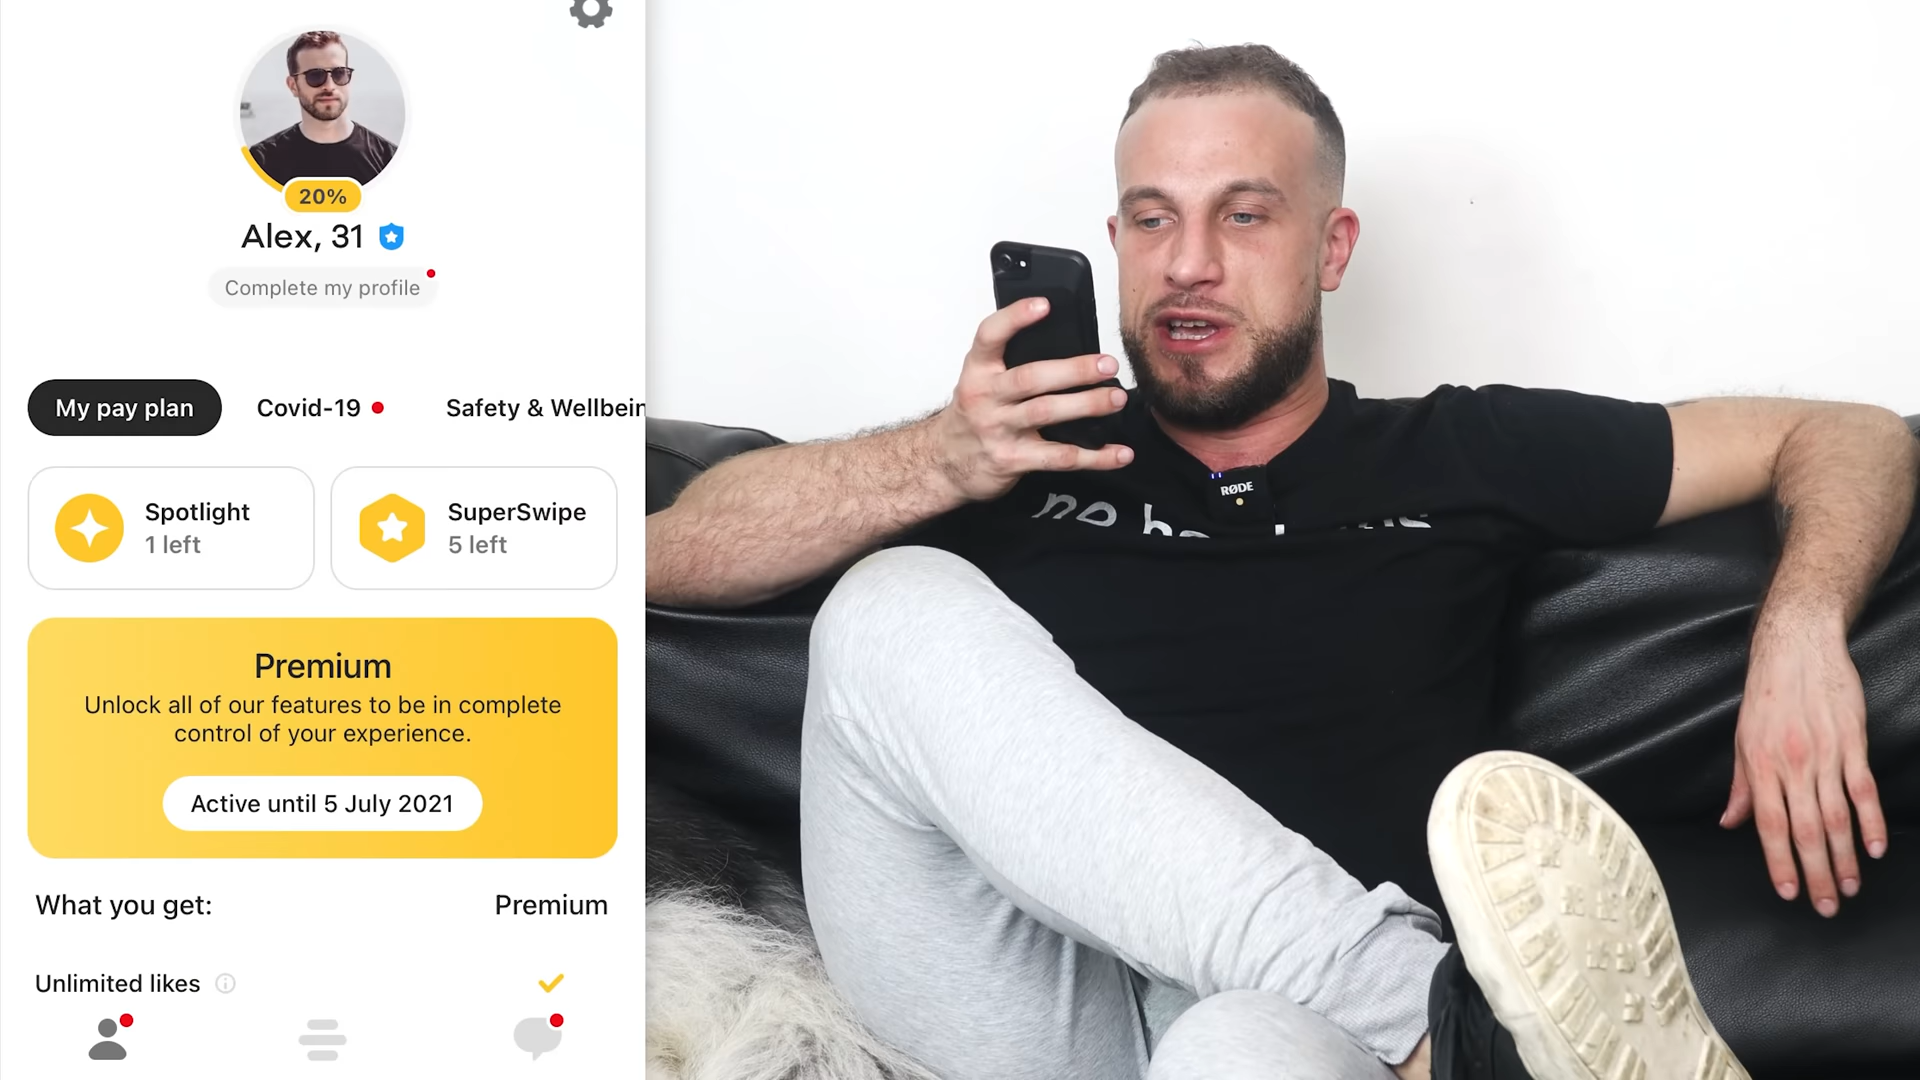 20%
Alex, 31
Complete my profile
My pay plan
Covid-19
Safety & Wellbein
Spotlight
1 left
SuperSwipe
5 left
Premium
Unlock all of our features to be in complete
control of your experience.
Active until 5 July 2021
What you get:
Premium
Unlimited likes
RØDE
no